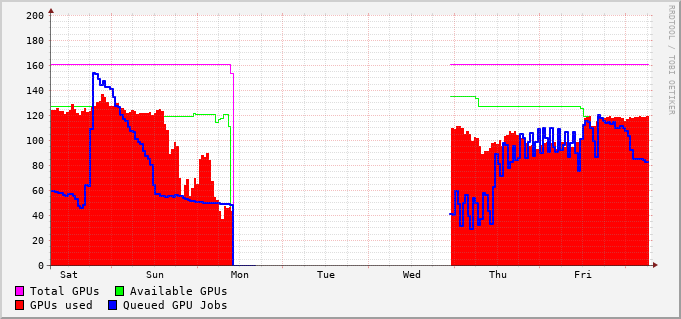 200
180
160
140
120
100
80
60
40
20
0
Sat Sun Mon Tue Wed Thu Fri
Total GPUs Available GPUs
GPUs used Queued GPU Jobs
RRDTOOL / TOBI OETIKER